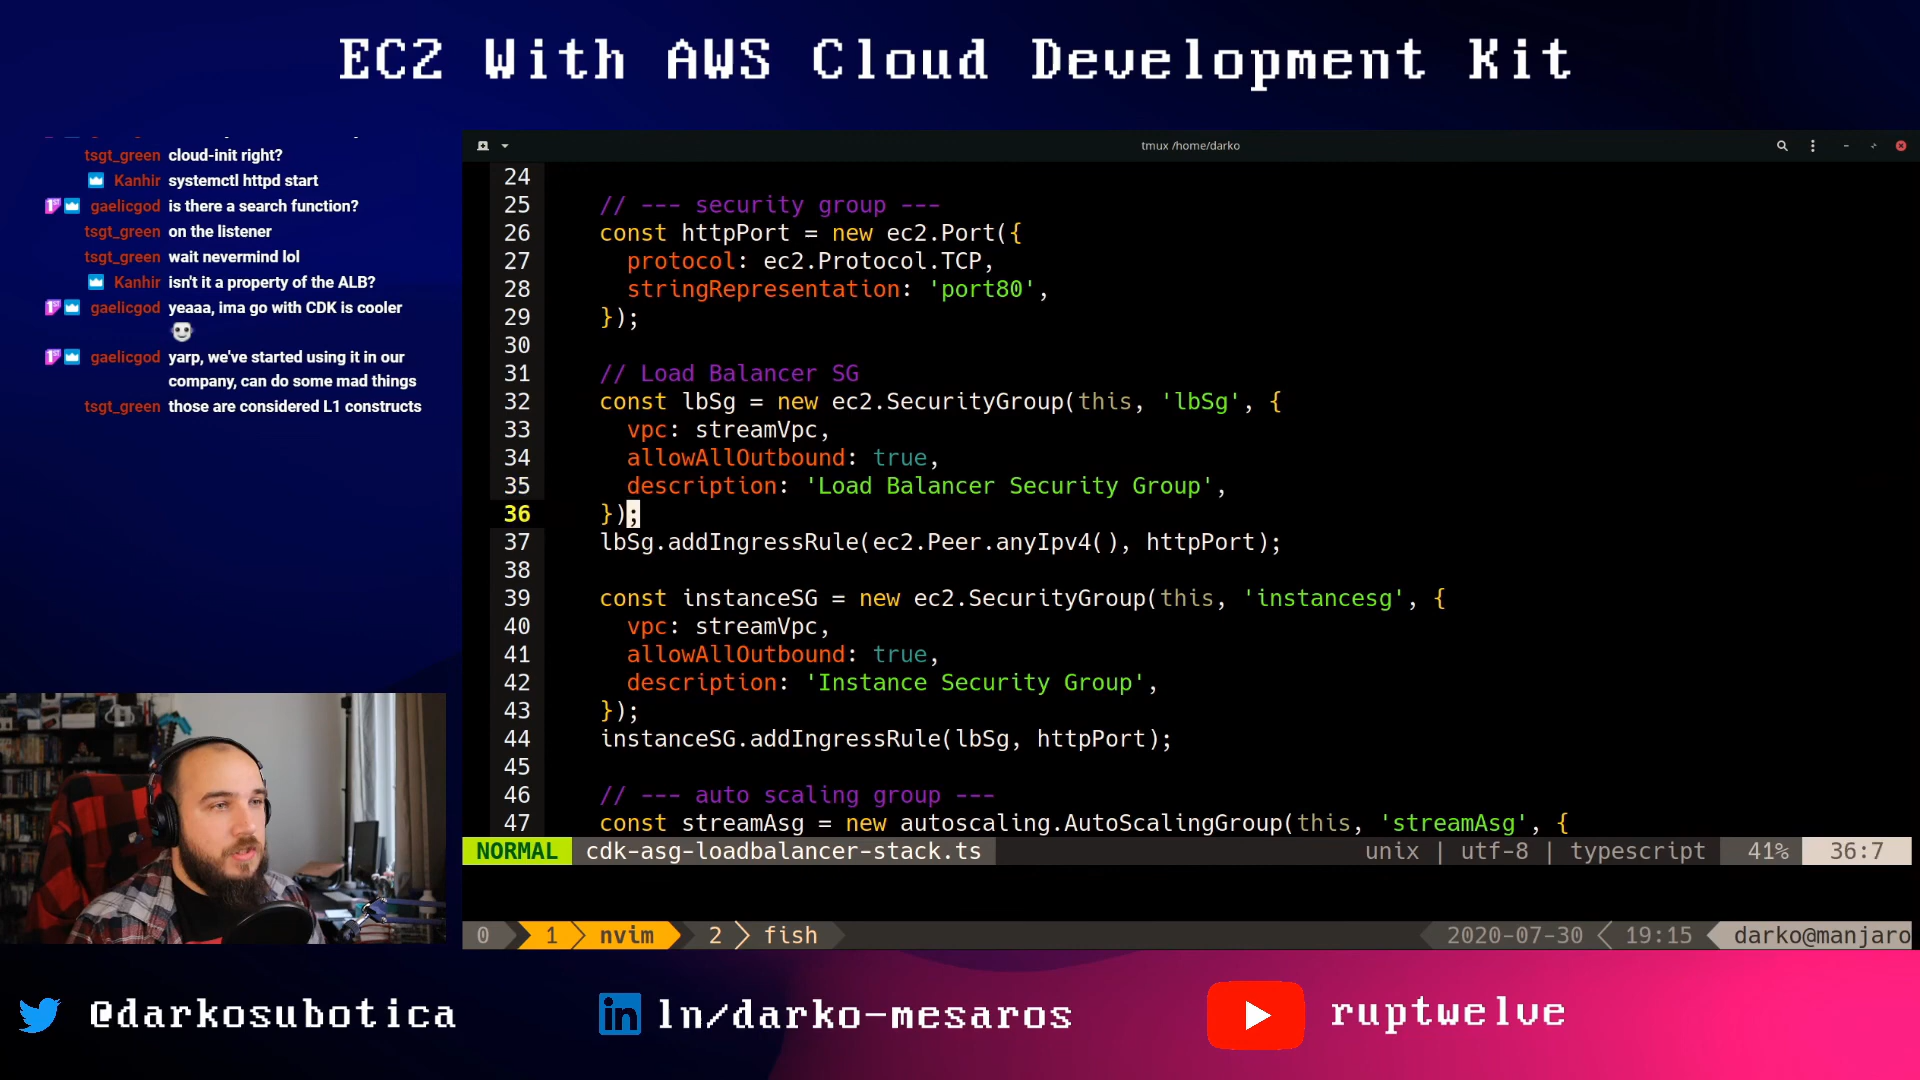 EC2 With AWS Cloud Development Kit
tsgt_green cloud-init right?
Kanhir systemctl httpd start
gaelicgod is there a search function?
tsgt_green on the listener
tsgt_green wait nevermind lol
Kanhir isn't it a property of the ALB?
gaelicgod yeaaa, ima go with CDK is cooler
gaelicgod yarp, we've started using it in our
company, can do some mad things
tsgt_green those are considered L1 constructs
tmux /home/darko
24
25 // --- security group ---
26 const httpPort = new ec2.Port({
27 protocol: ec2.Protocol.TCP,
28 stringRepresentation: 'port80',
29 });
30
31 // Load Balancer SG
32 const lbSg = new ec2.SecurityGroup(this, 'lbSg', {
33 vpc: streamVpc,
34 allowAllOutbound: true,
35 description: 'Load Balancer Security Group',
36 });
37 lbSg.addIngressRule(ec2.Peer.anyIpv4(), httpPort);
38
39 const instanceSG = new ec2.SecurityGroup(this, 'instancesg', {
40 vpc: streamVpc,
41 allowAllOutbound: true,
42 description: 'Instance Security Group',
43 });
44 instanceSG.addIngressRule(lbSg, httpPort);
45
46 // --- auto scaling group ---
47 const streamAsg = new autoscaling.AutoScalingGroup(this, 'streamAsg', {
NORMAL cdk-asg-loadbalancer-stack.ts unix | utf-8 | typescript 41% 36:7
0 1 nvim 2 fish 2020-07-30 19:15 darko@manjaro
@darkosubotica
in ln/darko-mesaros
ruptwelve